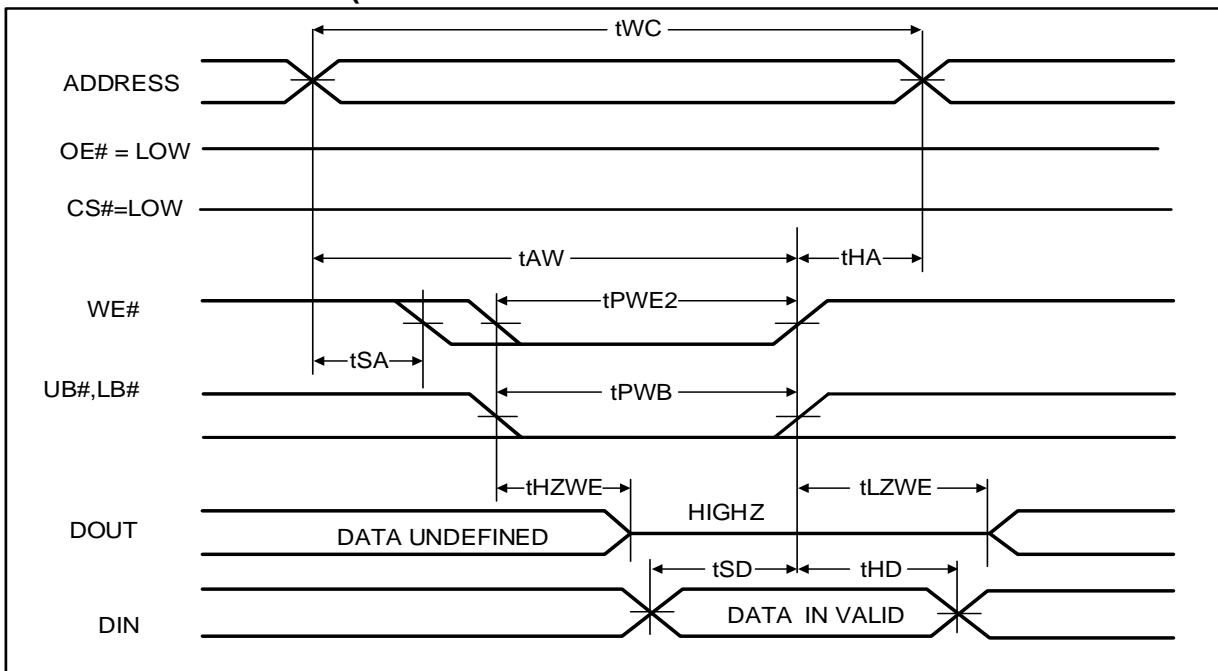 tWC
ADDRESS
OE# = LOW
CS#=LOW
tAW
tHA
WE#
tPWE2
tSA
UB#,LB#
tPWB
tHZWE
tLZWE
DOUT
DATA UNDEFINED
HIGHZ
tSD
tHD
DIN
DATA IN VALID